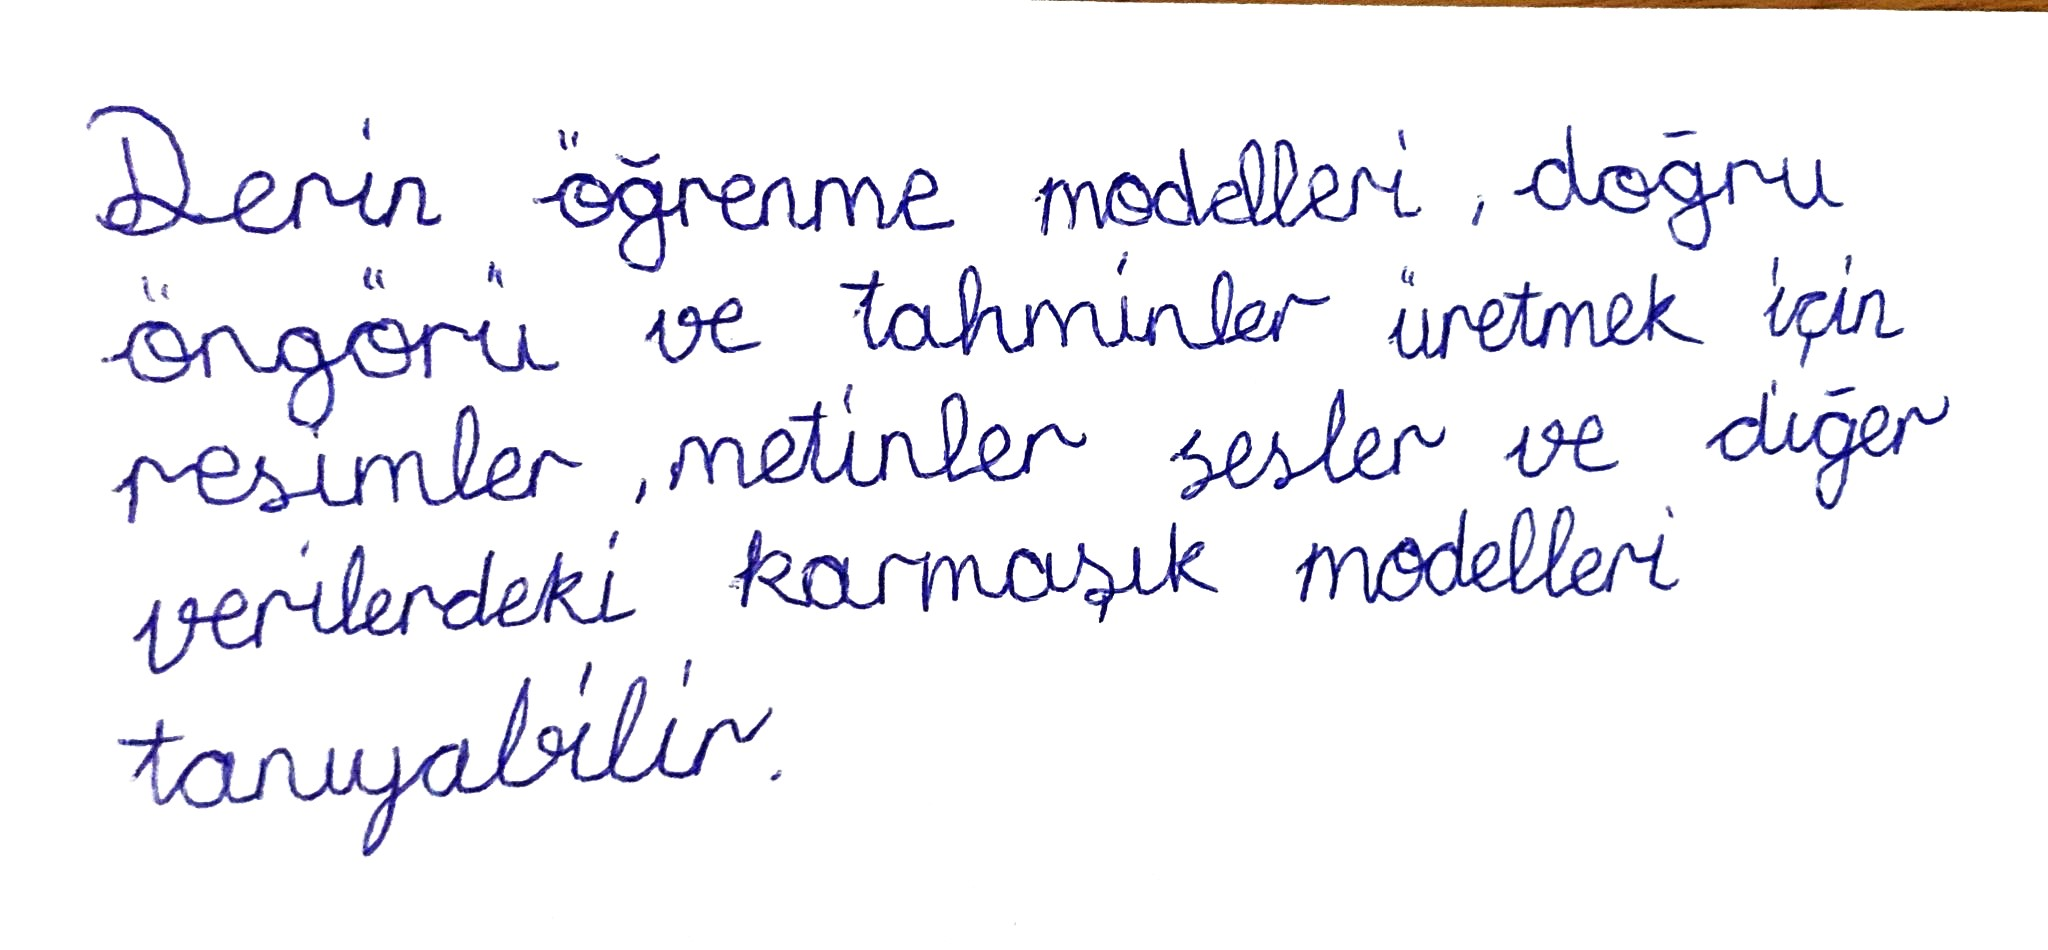 Derin öğrenme modelleri, doğru
öngörü ve tahminler üretmek için
resimler, metinler sesler ve diğer
verilerdeki karmaşık modelleri
tanıyabilir.